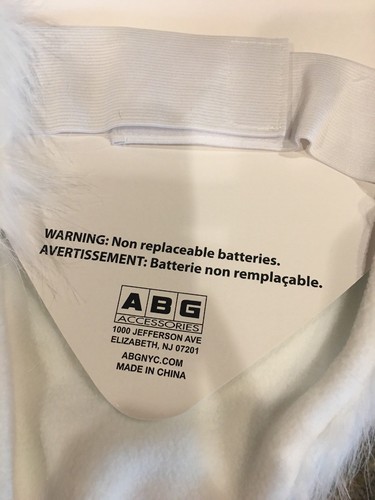 WARNING: Non replaceable batteries.
AVERTISSEMENT: Batterie non remplaçable.
ABG
ACCESSORIES
1000 JEFFERSON AVE
ELIZABETH, NJ 07201
ABGNYC.COM
MADE IN CHINA